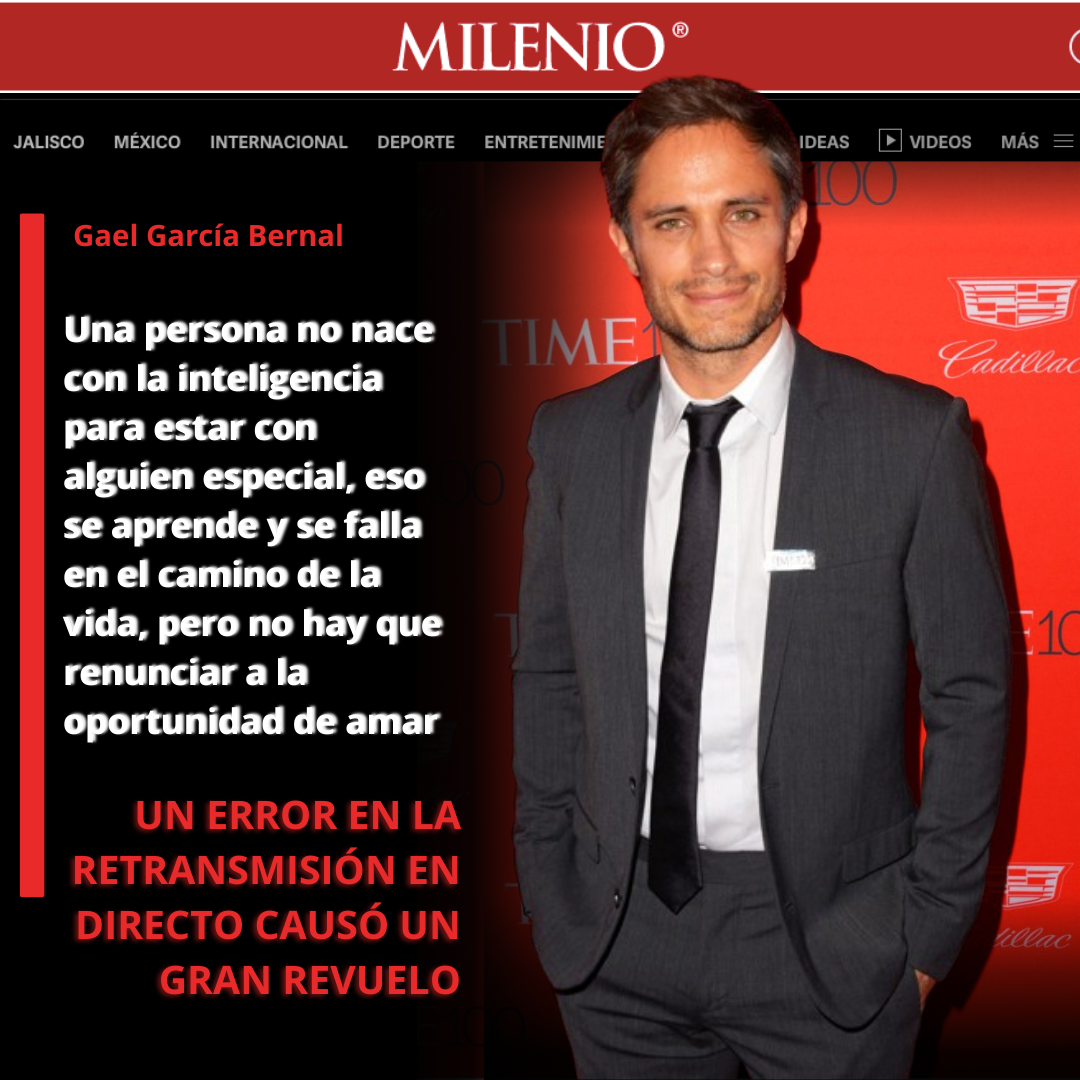 MILENIO®
JALISCO MÉXICO INTERNACIONAL DEPORTE IDEAS VIDEOS MÁS
100
Gael García Bernal
Una persona no nace
con la inteligencia
para estar con
alguien especial, eso
se aprende y se falla
en el camino de la
vida, pero no hay que
renunciar a la
oportunidad de amar
TIME
Cadillac
UN ERROR EN LA
RETRANSMISIÓN EN
DIRECTO CAUSÓ UN
GRAN REVUELO